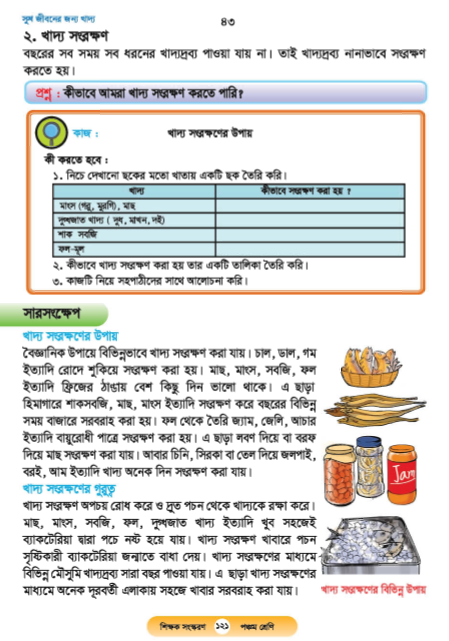 সুস্থ জীবনের জন্য খাদ্য
৪৩
২. খাদ্য সংরক্ষণ
বছরের সব সময় সব ধরনের খাদ্যদ্রব্য পাওয়া যায় না। তাই খাদ্যদ্রব্য নানাভাবে সংরক্ষণ
করতে হয়।
প্রশ্ন : কীভাবে আমরা খাদ্য সংরক্ষণ করতে পারি?
কাজ : খাদ্য সংরক্ষণের উপায়
কী করতে হবে :
১. নিচে দেখানো ছকের মতো খাতায় একটি ছক তৈরি করি।
খাদ্য কীভাবে সংরক্ষণ করা হয় ?
মাংস (গরু, মুরগি), মাছ
দুগ্ধজাত খাদ্য ( দুধ, মাখন, দই)
শাক সবজি
ফল-মূল
২. কীভাবে খাদ্য সংরক্ষণ করা হয় তার একটি তালিকা তৈরি করি।
৩. কাজটি নিয়ে সহপাঠীদের সাথে আলোচনা করি।
সারসংক্ষেপ
খাদ্য সংরক্ষণের উপায়
বৈজ্ঞানিক উপায়ে বিভিন্নভাবে খাদ্য সংরক্ষণ করা যায়। চাল, ডাল, গম
ইত্যাদি রোদে শুকিয়ে সংরক্ষণ করা হয়। মাছ, মাংস, সবজি, ফল
ইত্যাদি ফ্রিজের ঠাণ্ডায় বেশ কিছু দিন ভালো থাকে। এ ছাড়া
হিমাগারে শাকসবজি, মাছ, মাংস ইত্যাদি সংরক্ষণ করে বছরের বিভিন্ন
সময় বাজারে সরবরাহ করা হয়। ফল থেকে তৈরি জ্যাম, জেলি, আচার
ইত্যাদি বায়ুরোধী পাত্রে সংরক্ষণ করা হয়। এ ছাড়া লবণ দিয়ে বা বরফ
দিয়ে মাছ সংরক্ষণ করা যায়। আবার চিনি, সিরকা বা তেল দিয়ে জলপাই,
বরই, আম ইত্যাদি খাদ্য অনেক দিন সংরক্ষণ করা যায়।
খাদ্য সংরক্ষণের গুরুত্ব
খাদ্য সংরক্ষণ অপচয় রোধ করে ও দ্রুত পচন থেকে খাদ্যকে রক্ষা করে।
মাছ, মাংস, সবজি, ফল, দুগ্ধজাত খাদ্য ইত্যাদি খুব সহজেই
ব্যাকটেরিয়া দ্বারা পচে নষ্ট হয়ে যায়। খাদ্য সংরক্ষণ খাবারে পচন
সৃষ্টিকারী ব্যাকটেরিয়া জন্মাতে বাধা দেয়। খাদ্য সংরক্ষণের মাধ্যমে
বিভিন্ন মৌসুমি খাদ্যদ্রব্য সারা বছর পাওয়া যায়। এ ছাড়া খাদ্য সংরক্ষণের
মাধ্যমে অনেক দূরবর্তী এলাকায় সহজে খাবার সরবরাহ করা যায়।
Jam
খাদ্য সংরক্ষণের বিভিন্ন উপায়
শিক্ষক সংস্করণ ১২১ পঞ্চম শ্রেণি